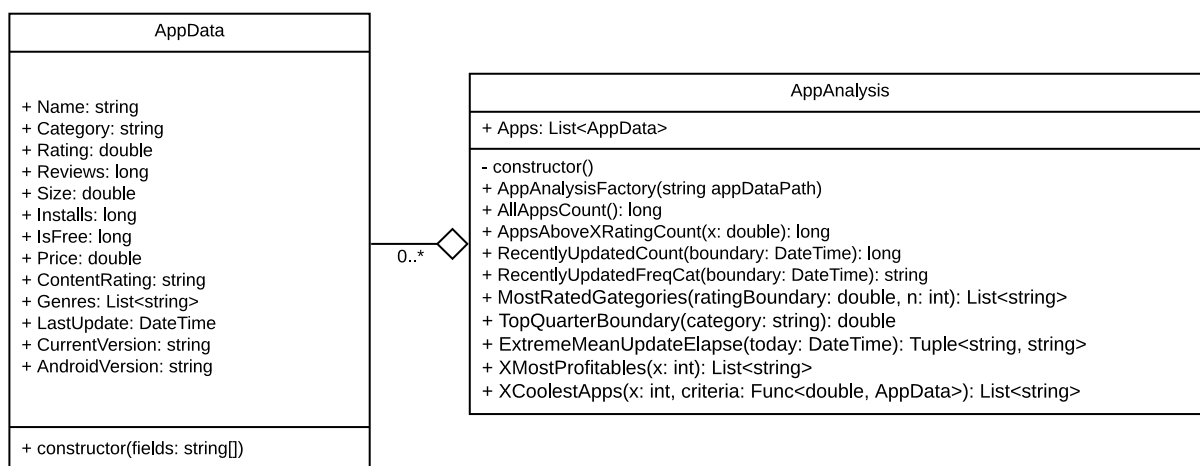 AppData
+ Name: string
+ Category: string
+ Rating: double
+ Reviews: long
+ Size: double
+ Installs: long
+ IsFree: long
+ Price: double
+ ContentRating: string
+ Genres: List<string>
+ LastUpdate: DateTime
+ CurrentVersion: string
+ AndroidVersion: string
+ constructor(fields: string[])
0..*
AppAnalysis
+ Apps: List<AppData>
- constructor()
+ AppAnalysisFactory(string appDataPath)
+ AllAppsCount(): long
+ AppsAboveXRatingCount(x: double): long
+ RecentlyUpdatedCount(boundary: DateTime): long
+ RecentlyUpdatedFreqCat(boundary: DateTime): string
+ MostRatedGategories(ratingBoundary: double, n: int): List<string>
+ TopQuarterBoundary(category: string): double
+ ExtremeMeanUpdateElapse(today: DateTime): Tuple<string, string>
+ XMostProfitables(x: int): List<string>
+ XCoolestApps(x: int, criteria: Func<double, AppData>): List<string>